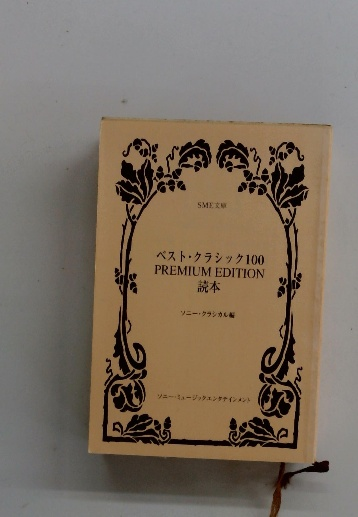 SME文庫
ベスト・クラシック100
PREMIUM EDITION
読本
ソニー・クラシカル編
ソニー・ミュージックエンタテインメント